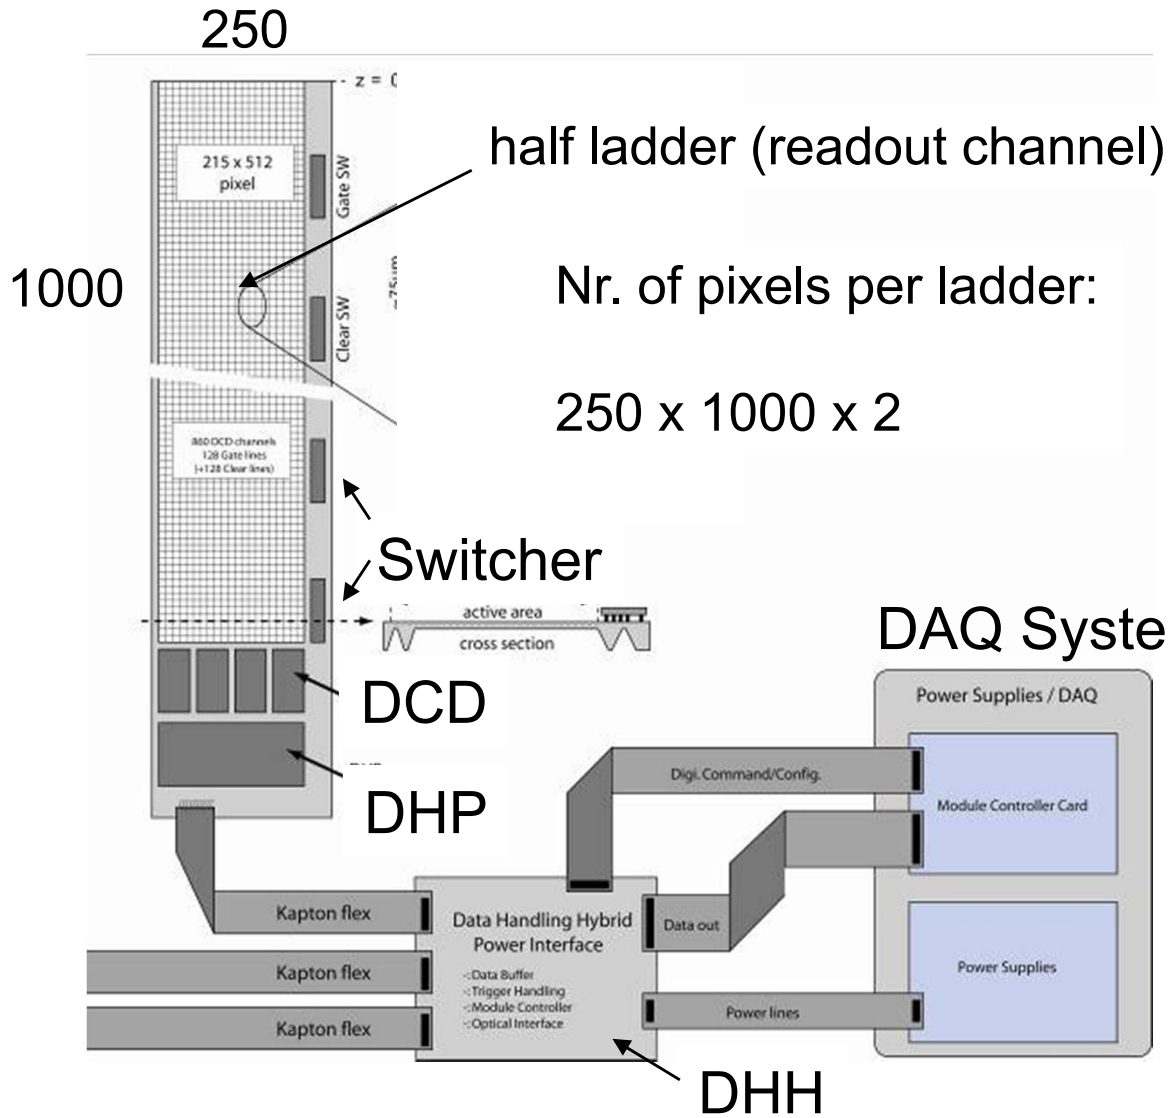 250
z = 0
half ladder (readout channel)
215 x 512
pixel
Gate SW
1000
Nr. of pixels per ladder:
~75um
Clear SW
250 x 1000 x 2
860 DCD channels
128 Gate lines
(+128 Clear lines)
Switcher
active area
cross section
DAQ Syste
DCD
Power Supplies / DAQ
Digi. Command/Config.
DHP
Module Controller Card
Kapton flex
Data Handling Hybrid
Power Interface
Data out
Kapton flex
-:Data Buffer
-:Trigger Handling
-:Module Controller
-:Optical Interface
Power Supplies
Kapton flex
Power lines
DHH